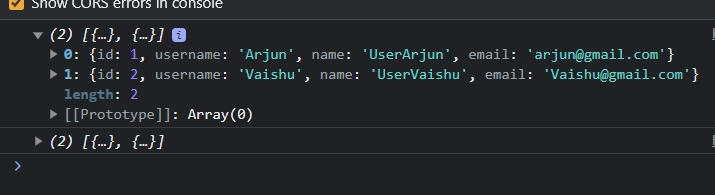 Show CORS errors in console
(2) [{…}, {…}] i
0: {id: 1, username: 'Arjun', name: 'UserArjun', email: 'arjun@gmail.com'}
1: {id: 2, username: 'Vaishu', name: 'UserVaishu', email: 'Vaishu@gmail.com'}
length: 2
[[Prototype]]: Array(0)
(2) [{…}, {…}]